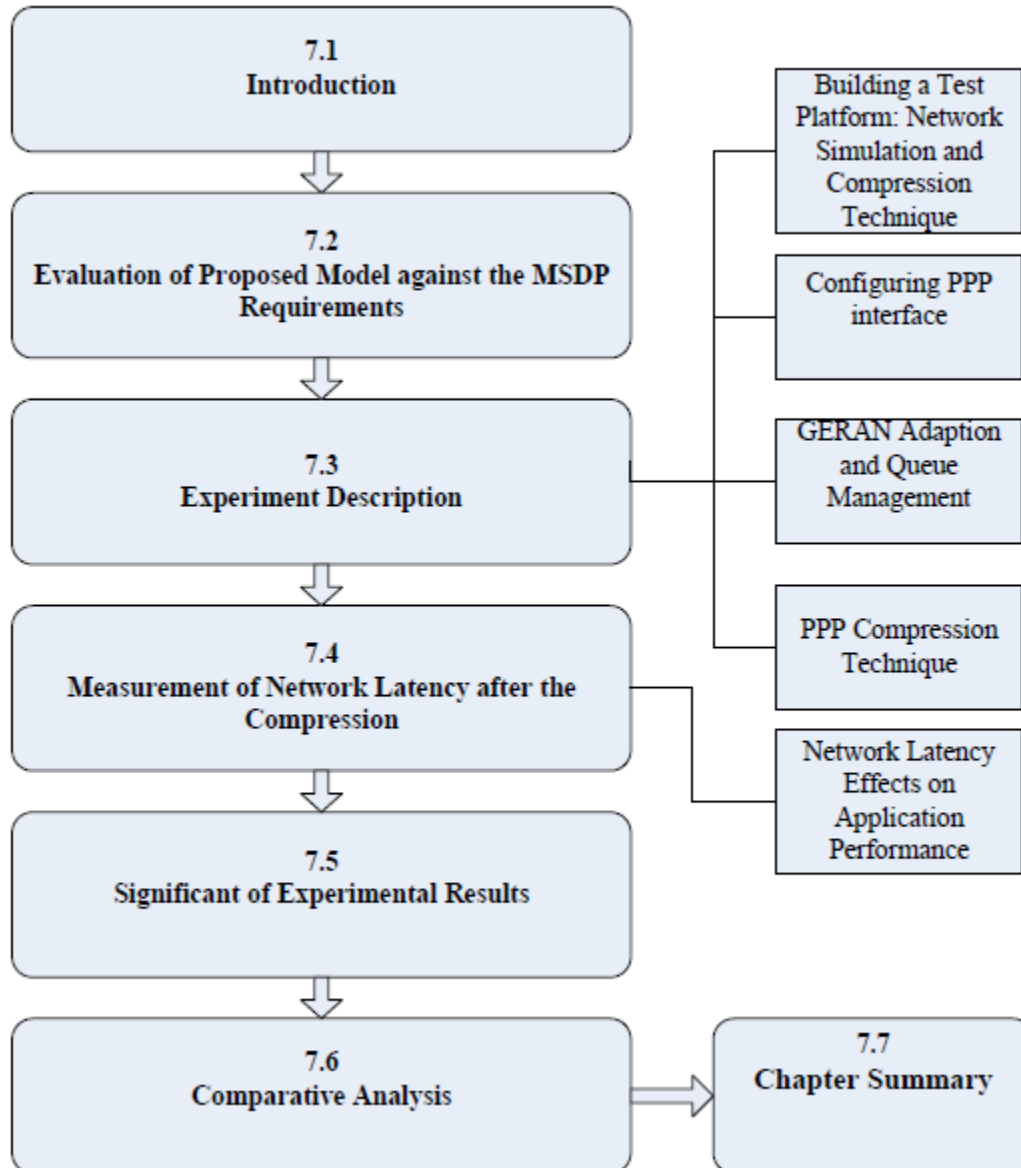 7.1
Introduction
7.2
Evaluation of Proposed Model against the MSDP
Requirements
7.3
Experiment Description
Building a Test
Platform: Network
Simulation and
Compression
Technique
Configuring PPP
interface
GERAN Adaption
and Queue
Management
PPP Compression
Technique
7.4
Measurement of Network Latency after the
Compression
Network Latency
Effects on
Application
Performance
7.5
Significant of Experimental Results
7.6
Comparative Analysis
7.7
Chapter Summary